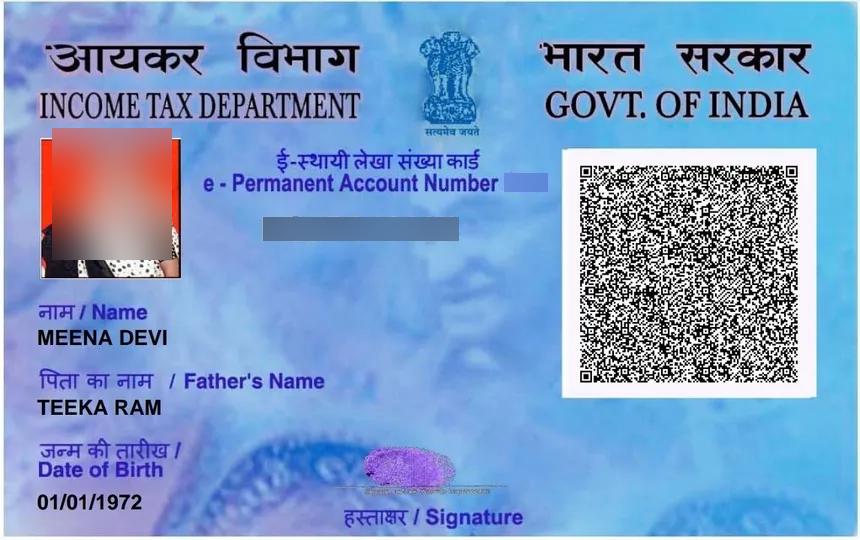 आयकर विभाग
INCOME TAX DEPARTMENT
सत्यमेव जयते
भारत सरकार
GOVT. OF INDIA
ई-स्थायी लेखा संख्या कार्ड
e - Permanent Account Number
नाम / Name
MEENA DEVI
पिता का नाम / Father's Name
TEEKA RAM
जन्म की तारीख /
Date of Birth
01/01/1972
हस्ताक्षर / Signature